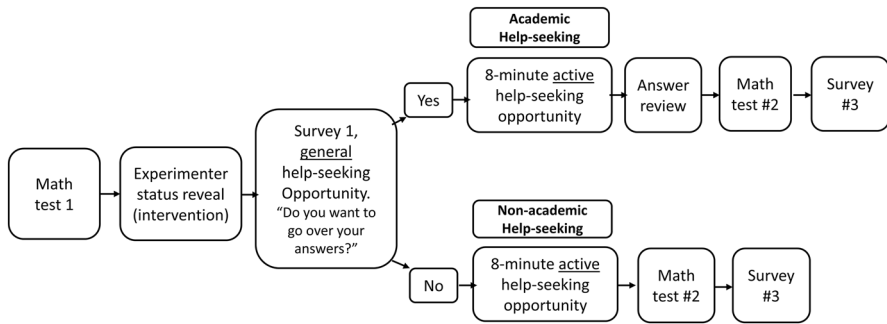 Math
test 1
Experimenter
status reveal
(intervention)
Survey 1,
general
help-seeking
Opportunity.
“Do you want to
go over your
answers?”
Yes
Academic
Help-seeking
8-minute active
help-seeking
opportunity
Answer
review
Math
test #2
Survey
#3
No
Non-academic
Help-seeking
8-minute active
help-seeking
opportunity
Math
test #2
Survey
#3